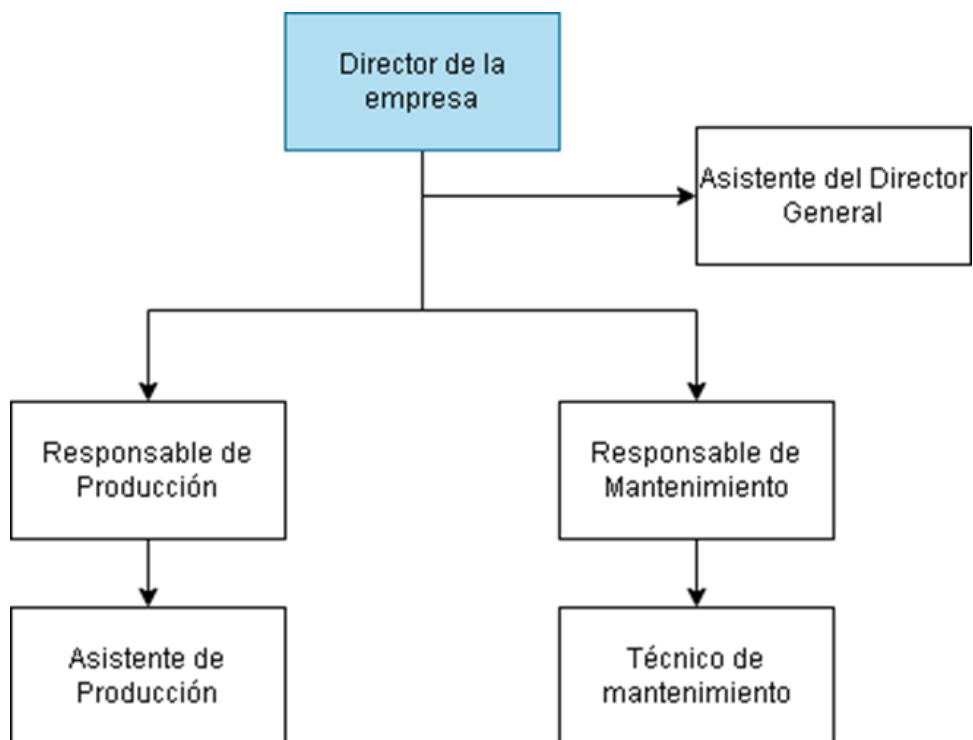 Director de la
empresa
Asistente del Director
General
Responsable de
Producción
Responsable de
Mantenimiento
Asistente de
Producción
Técnico de
mantenimiento